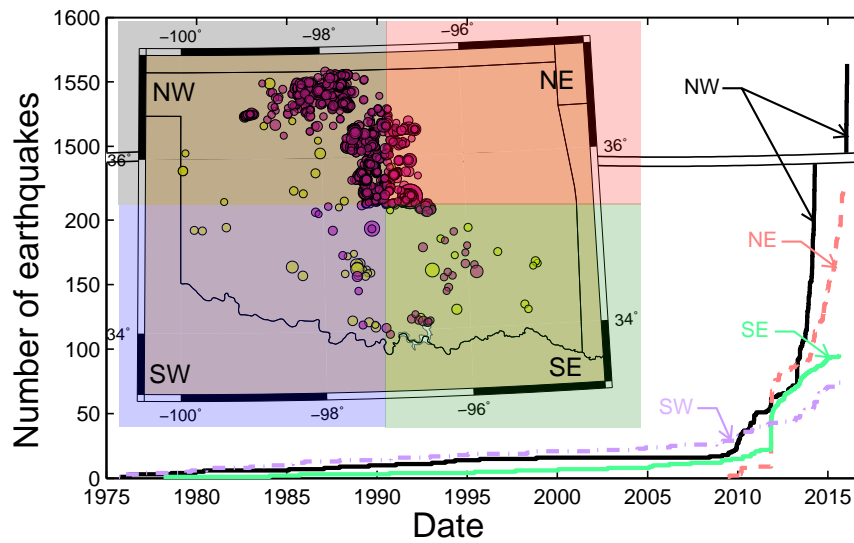 Number of earthquakes
1600
1550
1500
200
150
100
50
0
1975
1980
1985
1990
1995
2000
2005
2010
2015
Date
−100°
−98°
−96°
NW
NE
36°
36°
34°
34°
SW
SE
−100°
−98°
−96°
NW
NE
SE
SW